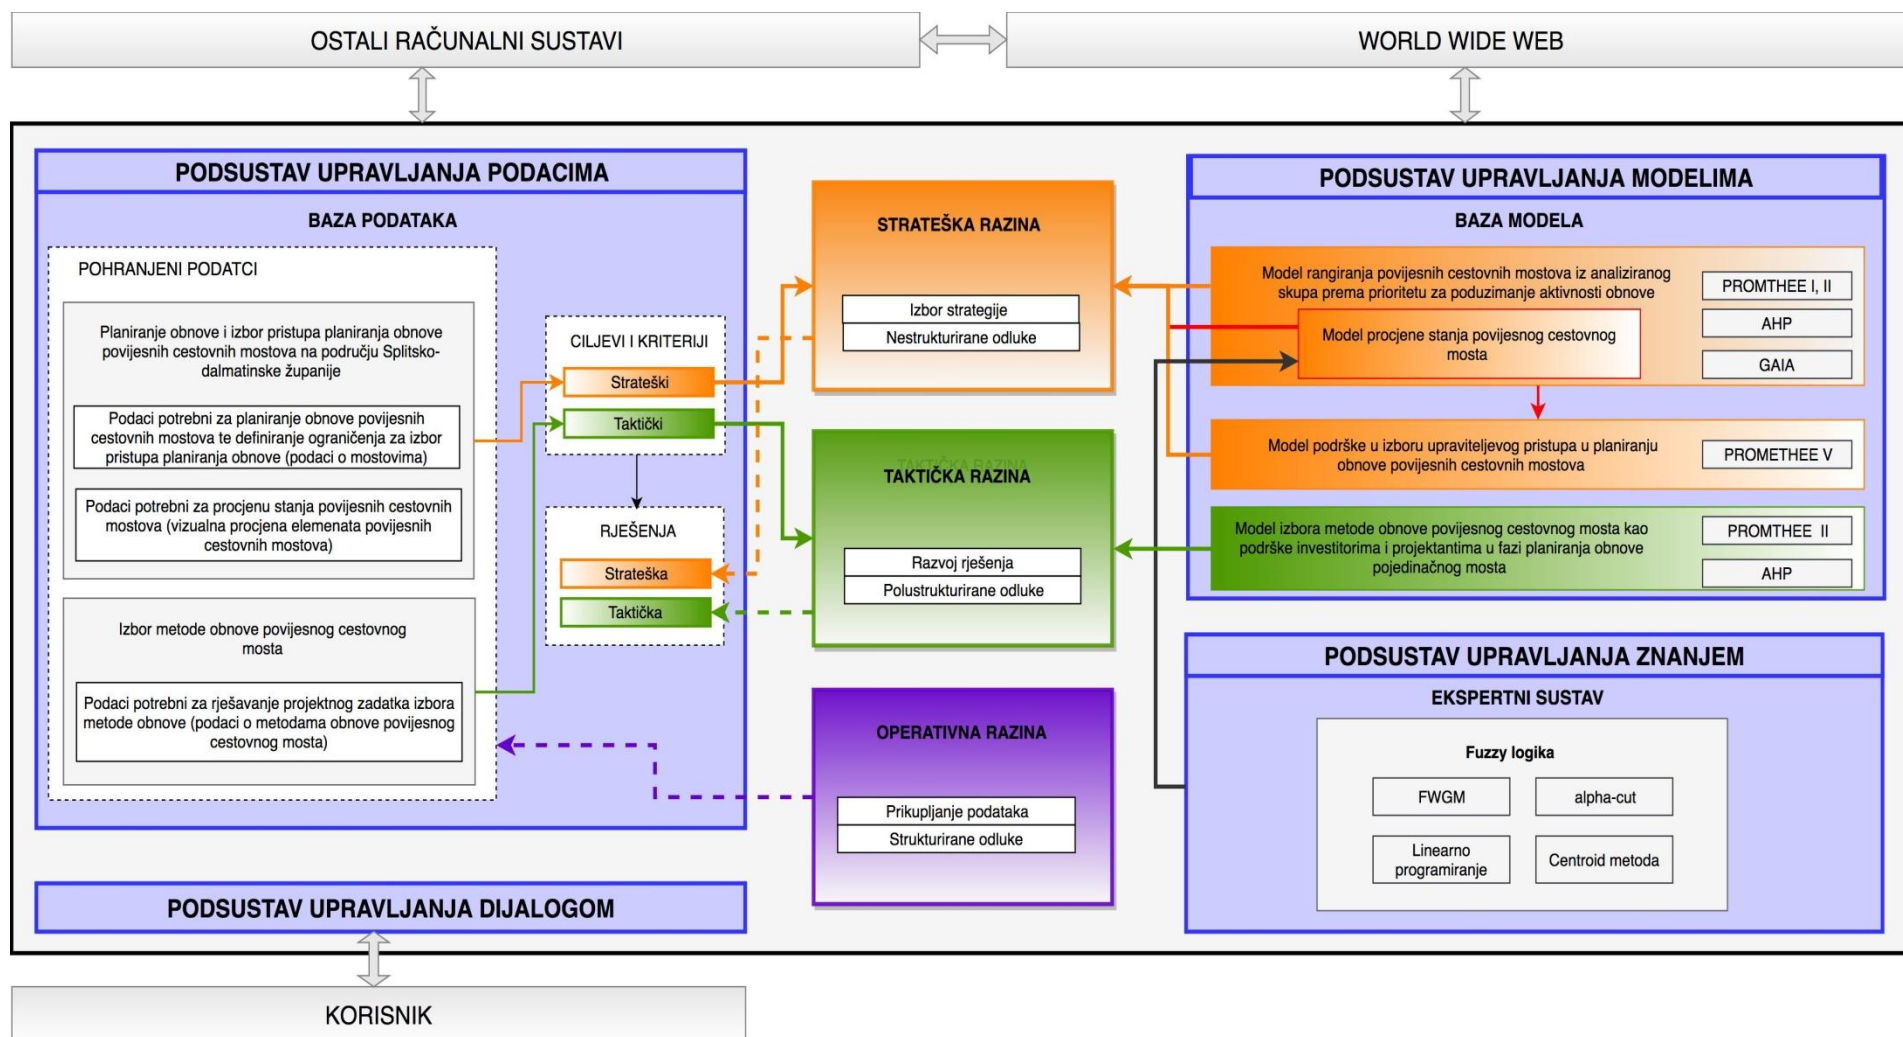 OSTALI RAČUNALNI SUSTAVI
WORLD WIDE WEB
PODSUSTAV UPRAVLJANJA PODACIMA
BAZA PODATAKA
POHRANJENI PODATCI
Planiranje obnove i izbor pristupa planiranja obnove
povijesnih cestovnih mostova na području Splitsko-
dalmatinske županije
Podaci potrebni za planiranje obnove povijesnih
cestovnih mostova te definiranje ograničenja za izbor
pristupa planiranja obnove (podaci o mostovima)
Podaci potrebni za procjenu stanja povijesnih cestovnih
mostova (vizualna procjena elemenata povijesnih
cestovnih mostova)
Izbor metode obnove povijesnog cestovnog
mosta
Podaci potrebni za rješavanje projektnog zadatka izbora
metode obnove (podaci o metodama obnove povijesnog
cestovnog mosta)
CILJEVI I KRITERIJI
Strateški
Taktički
RJEŠENJA
Strateška
Taktička
STRATEŠKA RAZINA
Izbor strategije
Nestrukturirane odluke
TAKTIČKA RAZINA
TAKTIČKA RAZINA
Razvoj rješenja
Polustrukturirane odluke
OPERATIVNA RAZINA
Prikupljanje podataka
Strukturirane odluke
PODSUSTAV UPRAVLJANJA MODELIMA
BAZA MODELA
Model rangiranja povijesnih cestovnih mostova iz analiziranog
skupa prema prioritetu za poduzimanje aktivnosti obnove
PROMTHEE I, II
AHP
GAIA
Model procjene stanja povijesnog cestovnog
mosta
Model podrške u izboru upraviteljevog pristupa u planiranju
obnove povijesnih cestovnih mostova
PROMETHEE V
Model izbora metode obnove povijesnog cestovnog mosta kao
podrške investitorima i projektantima u fazi planiranja obnove
pojedinačnog mosta
PROMTHEE II
AHP
PODSUSTAV UPRAVLJANJA ZNANJEM
EKSPERTNI SUSTAV
Fuzzy logika
FWGM
alpha-cut
Linearno
programiranje
Centroid metoda
PODSUSTAV UPRAVLJANJA DIJALOGOM
KORISNIK